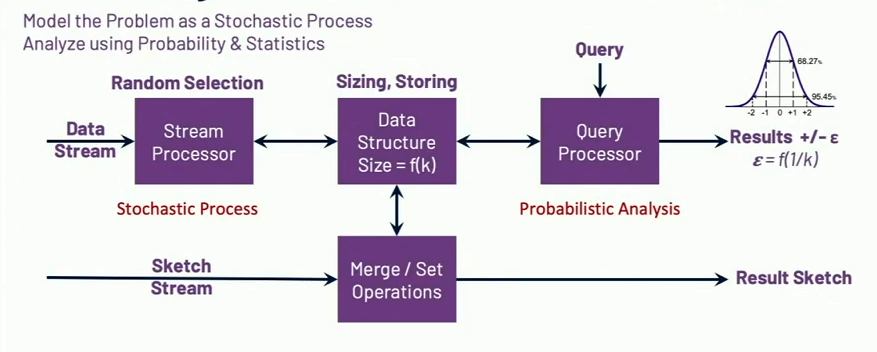 Model the Problem as a Stochastic Process
Analyze using Probability & Statistics
Query
Random Selection
Sizing, Storing
68.27%
95.45%
-2 -1 0 +1 +2
Data
Stream
Stream
Processor
Data
Structure
Size = f(k)
Query
Processor
Results +/- ε
ε = f(1/k)
Stochastic Process
Probabilistic Analysis
Sketch
Stream
Merge / Set
Operations
Result Sketch